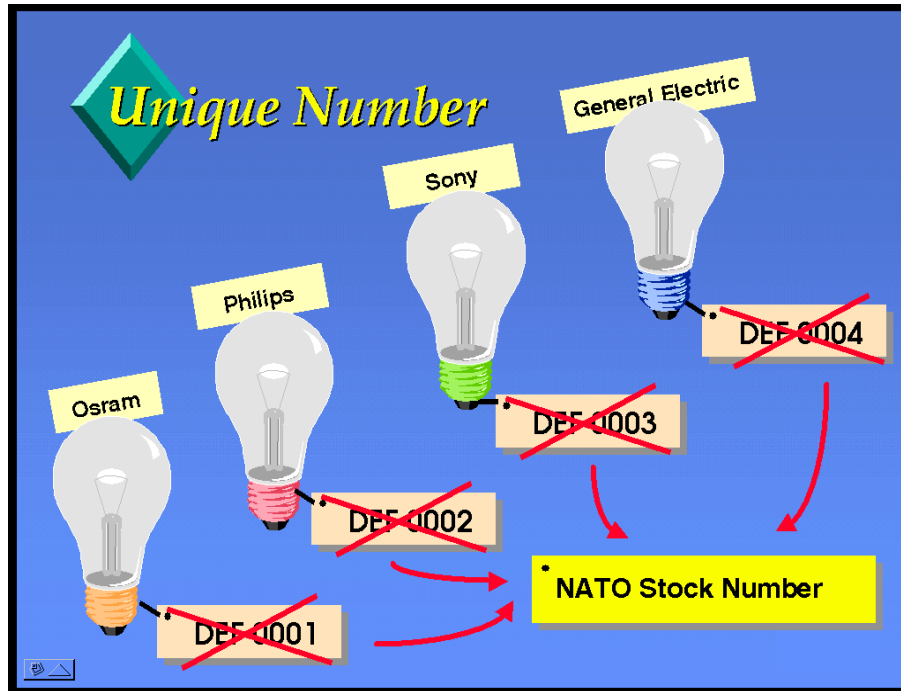 Unique Number
General Electric
Sony
Philips
Osram
DEF 0004
DEF 0003
DEF 0002
DEF 0001
NATO Stock Number